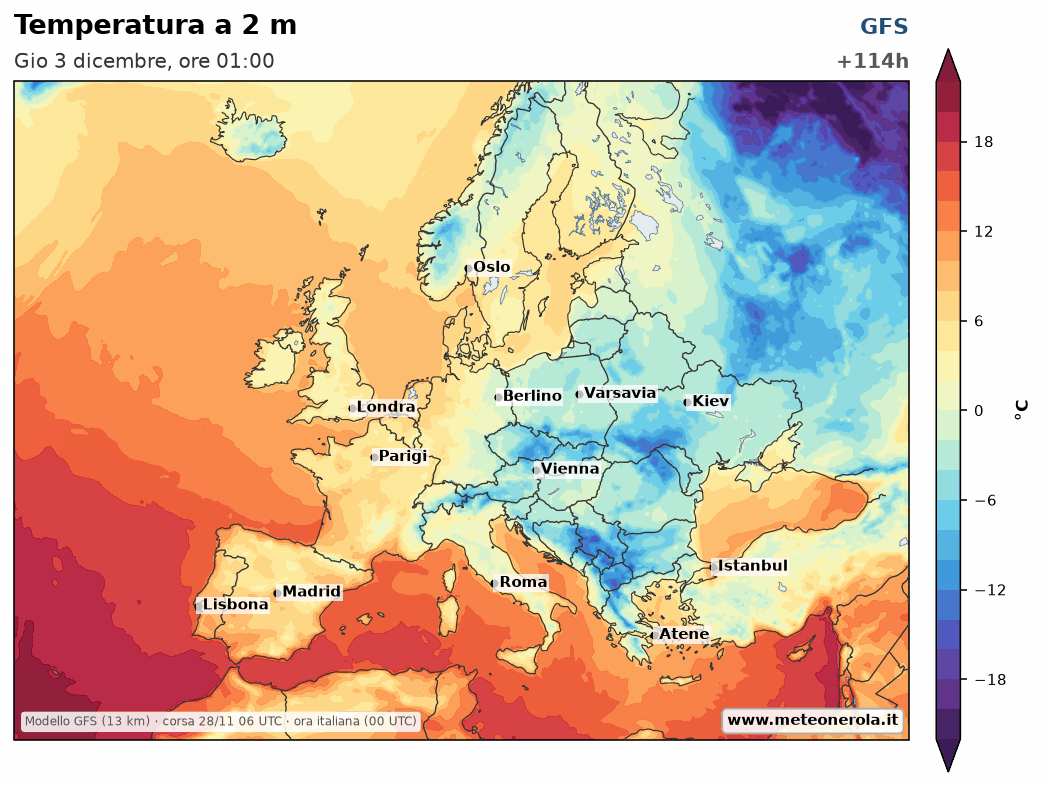 Temperatura a 2 m
GFS
Gio 3 dicembre, ore 01:00
+114h
18
12
6
0
−6
−12
−18
°C
Oslo
Londra
Berlino
Varsavia
Kiev
Parigi
Vienna
Istanbul
Roma
Madrid
Lisbona
Atene
Modello GFS (13 km) · corsa 28/11 06 UTC · ora italiana (00 UTC)
www.meteonerola.it